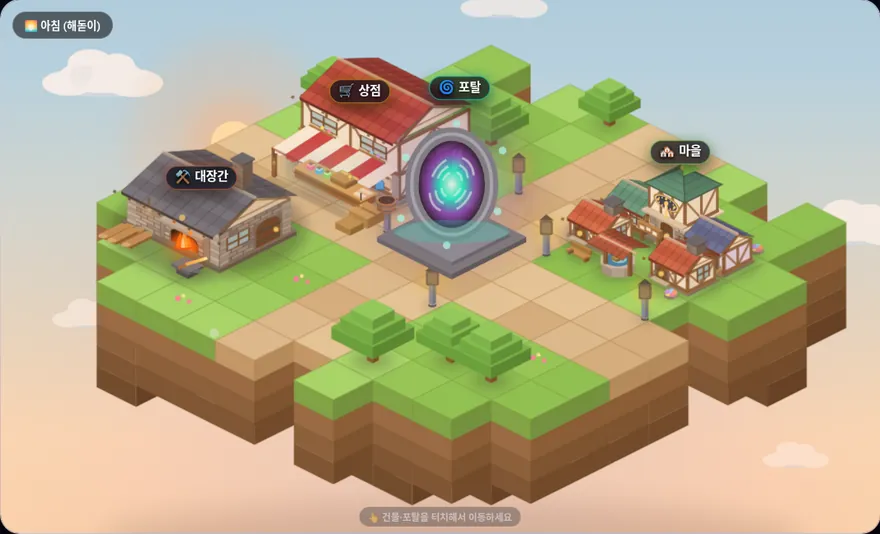 🌅 아침 (해돋이)
🛒 상점
🌀 포탈
🏘️ 마을
⚒️ 대장간
👆 건물·포탈을 터치해서 이동하세요